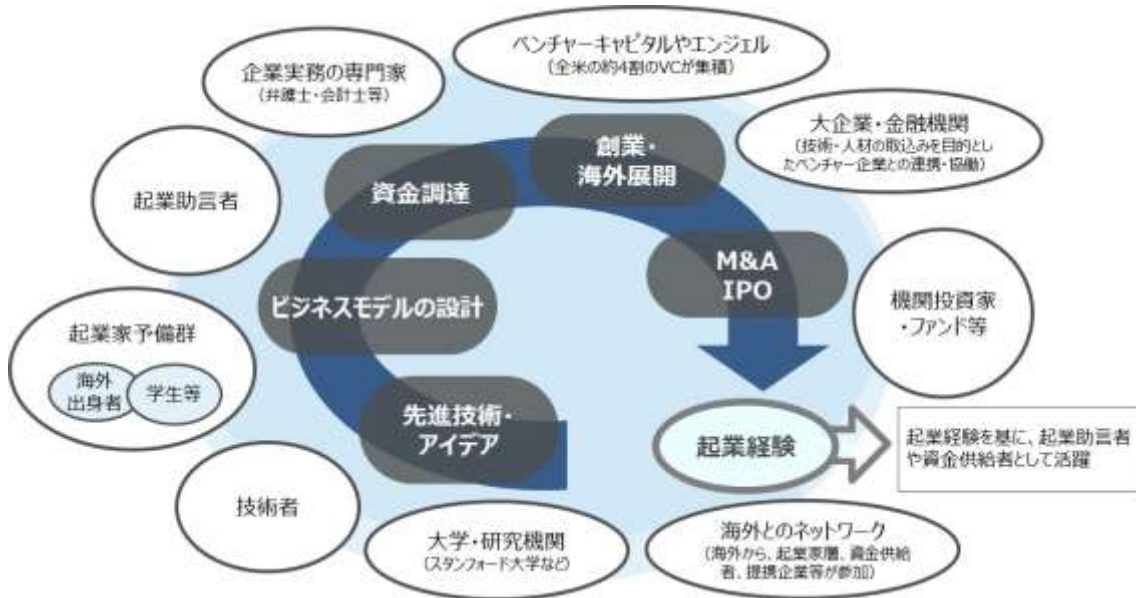 ベンチャーキャピタルやエンジェル
(全米の約4割のVCが集積)
企業実務の専門家
(弁護士・会計士等)
大企業・金融機関
(技術・人材の取込みを目的とし
たベンチャー企業との連携・協働)
創業・
海外展開
資金調達
起業助言者
M&A
IPO
機関投資家
・ファンド等
ビジネスモデルの設計
起業家予備群
海外
出身者
学生等
先進技術・
アイデア
起業経験
起業経験を基に、起業助言者
や資金供給者として活躍
技術者
大学・研究機関
(スタンフォード大学など)
海外とのネットワーク
(海外から、起業家層、資金供給
者、提携企業等が参加)